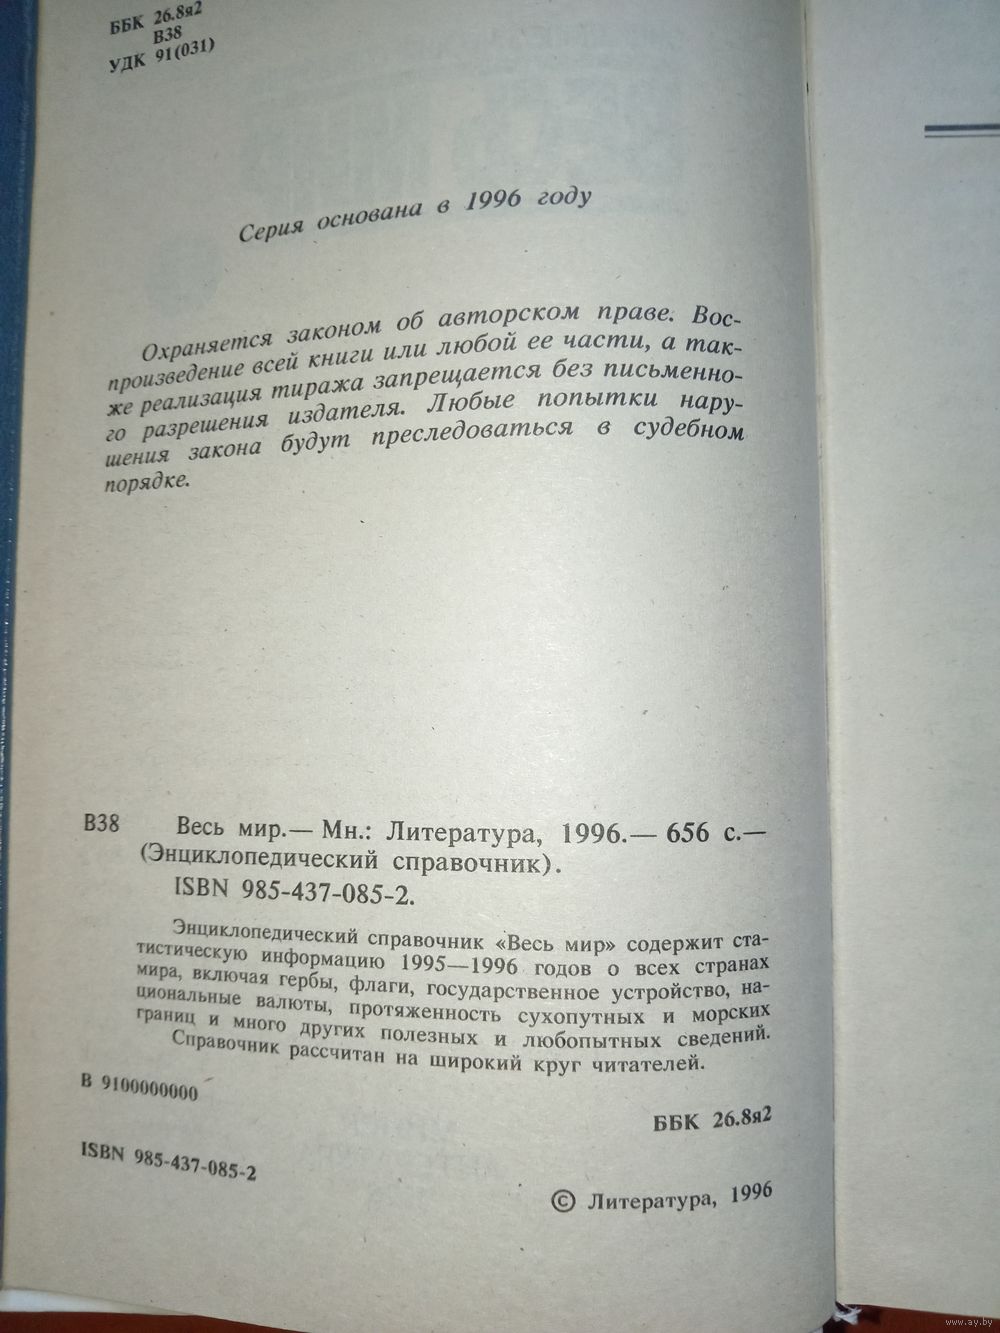 ББК 26.8я2
В38
УДК 91(031)
Серия основана в 1996 году
Охраняется законом об авторском праве. Вос-
произведение всей книги или любой ее части, а так-
же реализация тиража запрещается без письменно-
го разрешения издателя. Любые попытки нару-
шения закона будут преследоваться в судебном
порядке.
В38 Весь мир.— Мн.: Литература, 1996.— 656 с.—
(Энциклопедический справочник).
ISBN 985-437-085-2.
Энциклопедический справочник «Весь мир» содержит ста-
тистическую информацию 1995—1996 годов о всех странах
мира, включая гербы, флаги, государственное устройство, на-
циональные валюты, протяженность сухопутных и морских
границ и много других полезных и любопытных сведений.
Справочник рассчитан на широкий круг читателей.
В 9100000000
ББК 26.8я2
ISBN 985-437-085-2
© Литература, 1996
www.ay.by